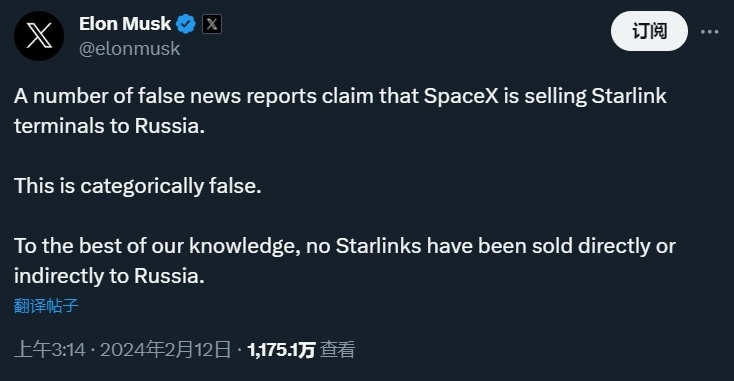 Elon Musk
@elonmusk
订阅
A number of false news reports claim that SpaceX is selling Starlink
terminals to Russia.
This is categorically false.
To the best of our knowledge, no Starlinks have been sold directly or
indirectly to Russia.
翻译帖子
上午3:14 · 2024年2月12日 · 1,175.1万 查看